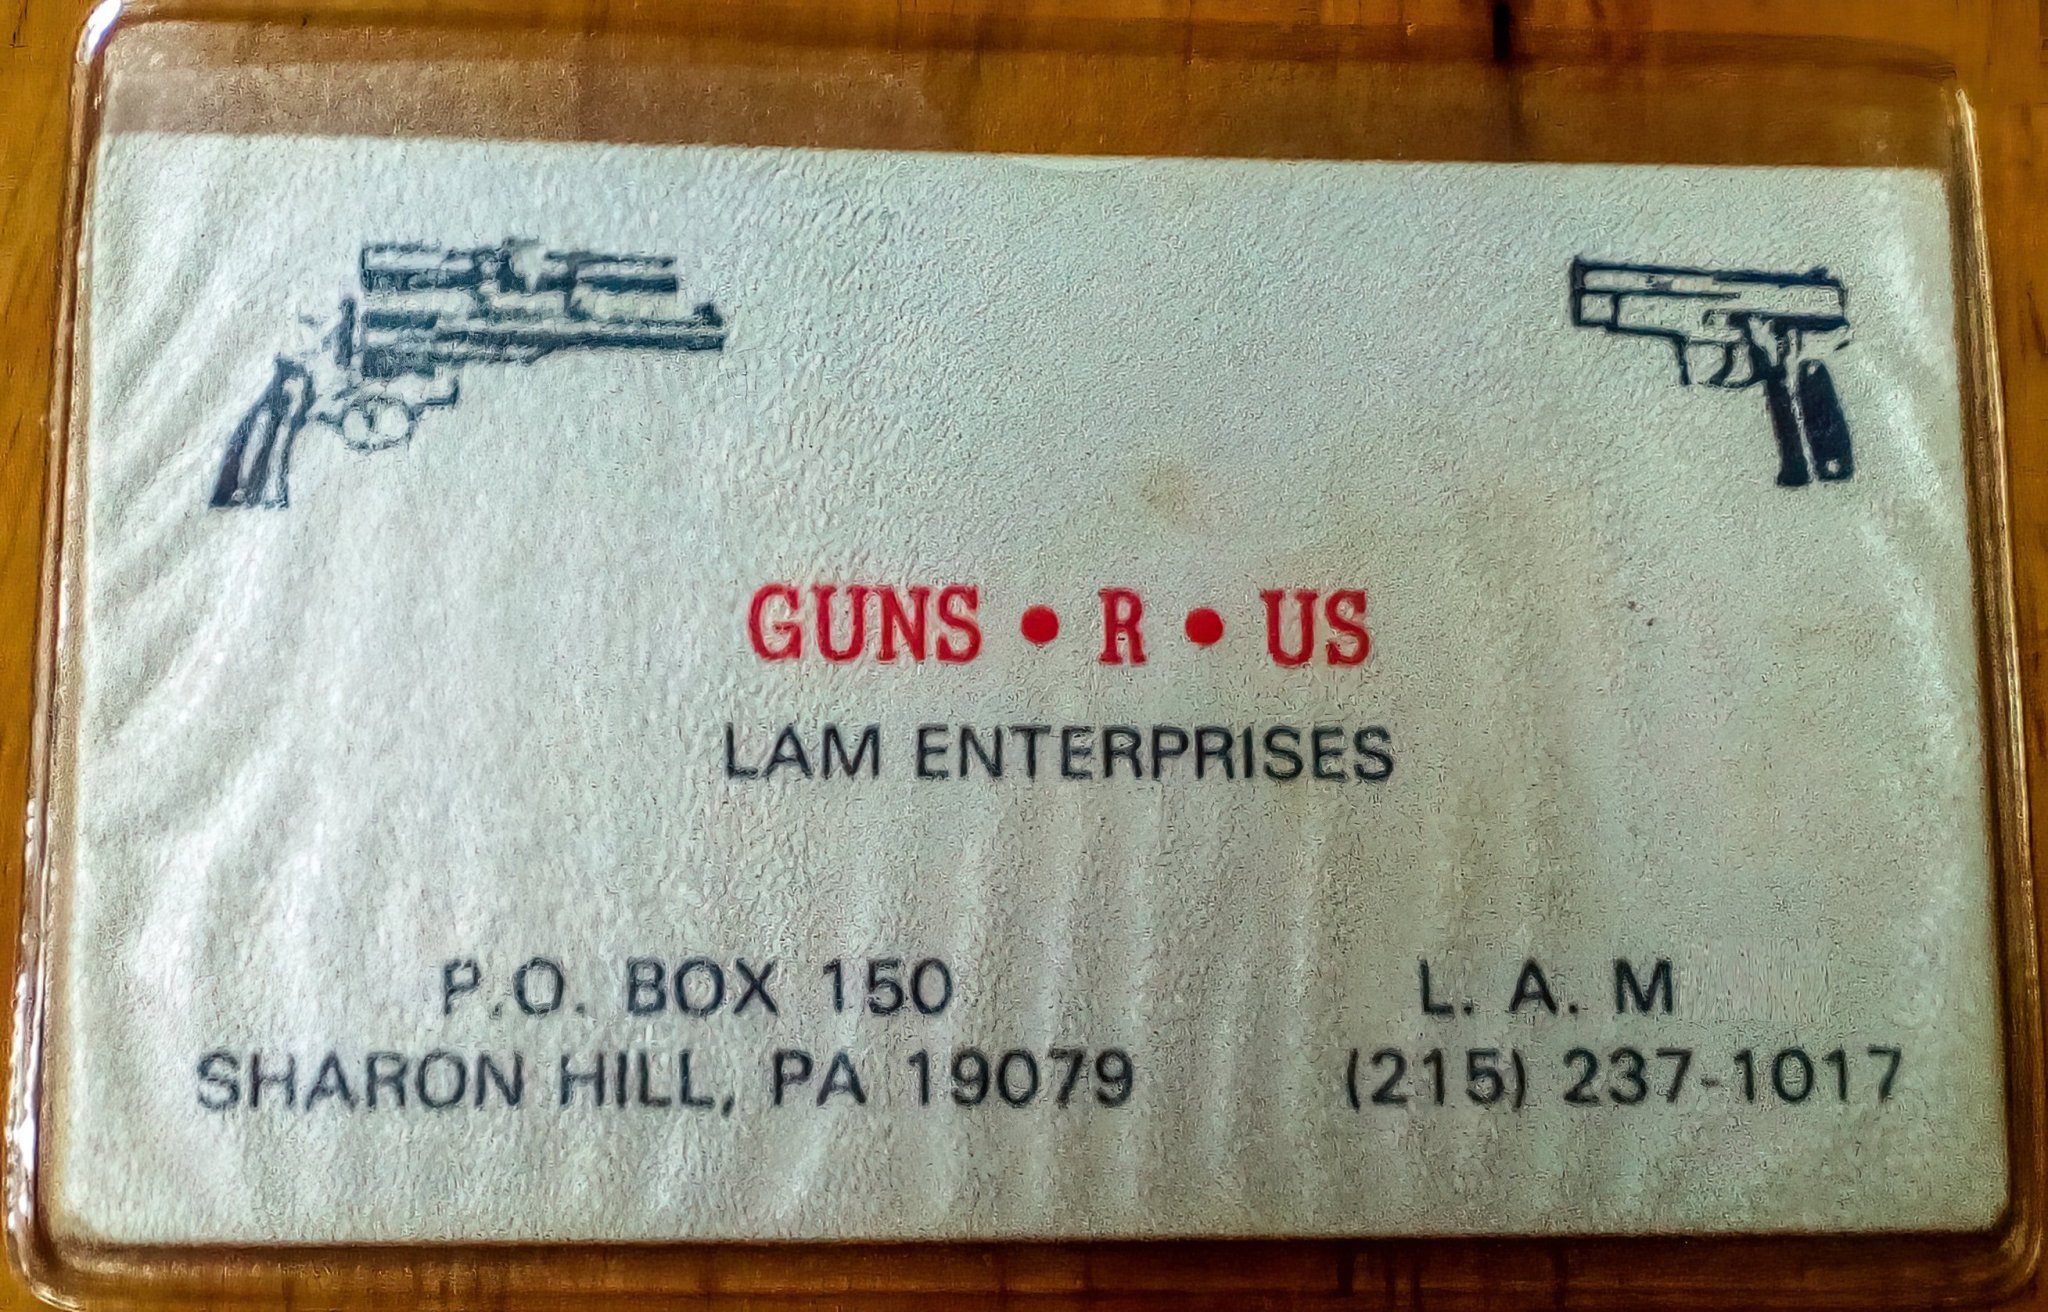 GUNS • R • US
LAM ENTERPRISES
P.O. BOX 150
SHARON HILL, PA 19079
L. A. M
(215) 237-1017